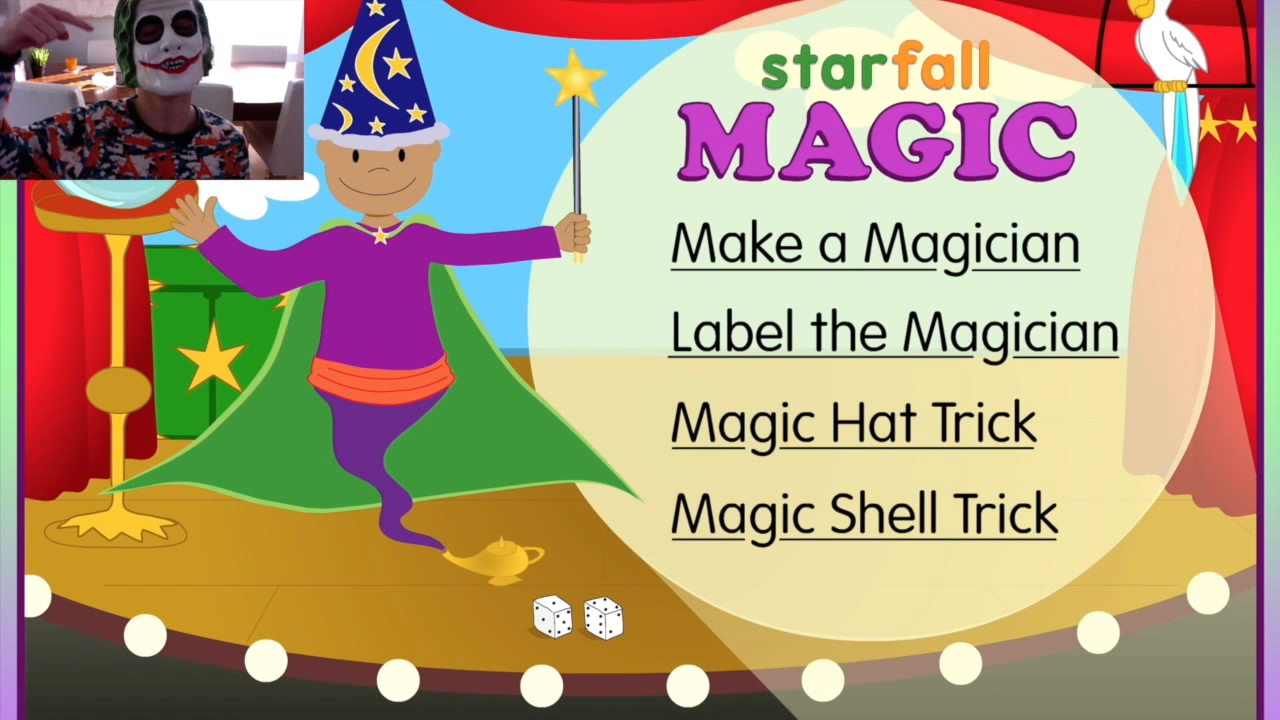 starfall
MAGIC
Make a Magician
Label the Magician
Magic Hat Trick
Magic Shell Trick